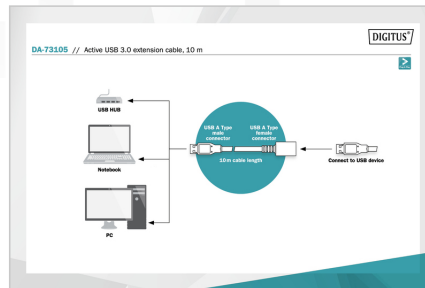 DIGITUS®
DA-73105 // Active USB 3.0 extension cable, 10 m
USB HUB
USB A Type
male
connector
USB A Type
female
connector
Notebook
10m cable length
Connect to USB device
PC